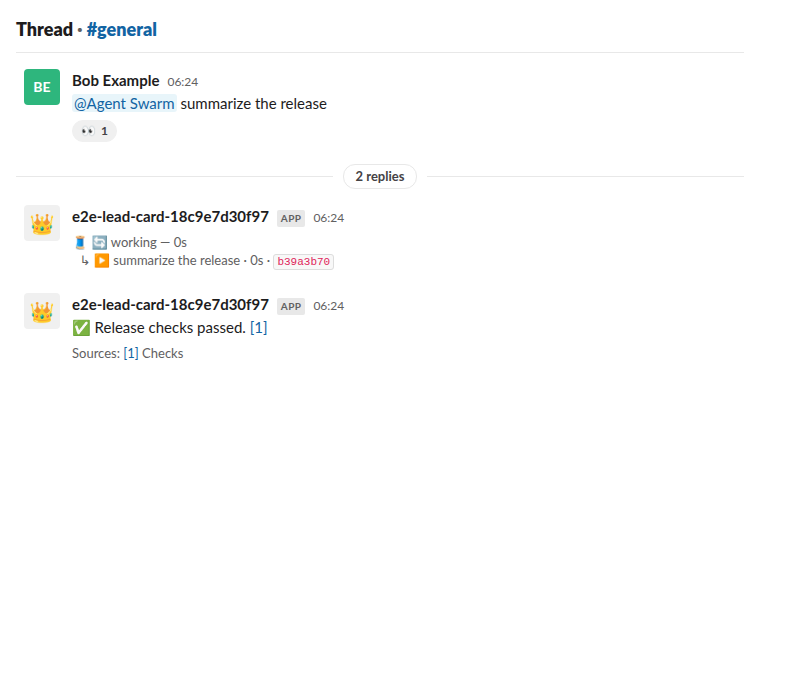 Thread • #general
BE
Bob Example 06:24
@Agent Swarm summarize the release
👀 1
2 replies
e2e-lead-card-18c9e7d30f97 APP 06:24
🧵 🔄 working — 0s
↳ ▶️ summarize the release · 0s · b39a3b70
e2e-lead-card-18c9e7d30f97 APP 06:24
✅ Release checks passed. [1]
Sources: [1] Checks